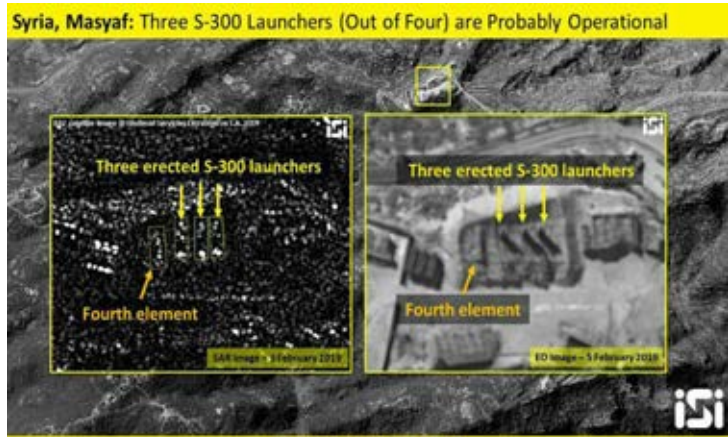 Syria, Masyaf: Three S-300 Launchers (Out of Four) are Probably Operational
iSi
Three erected S-300 launchers
Fourth element
SAR Image – 5 February 2019
iSi
Three erected S-300 launchers
Fourth element
EO Image – 5 February 2019
iSi